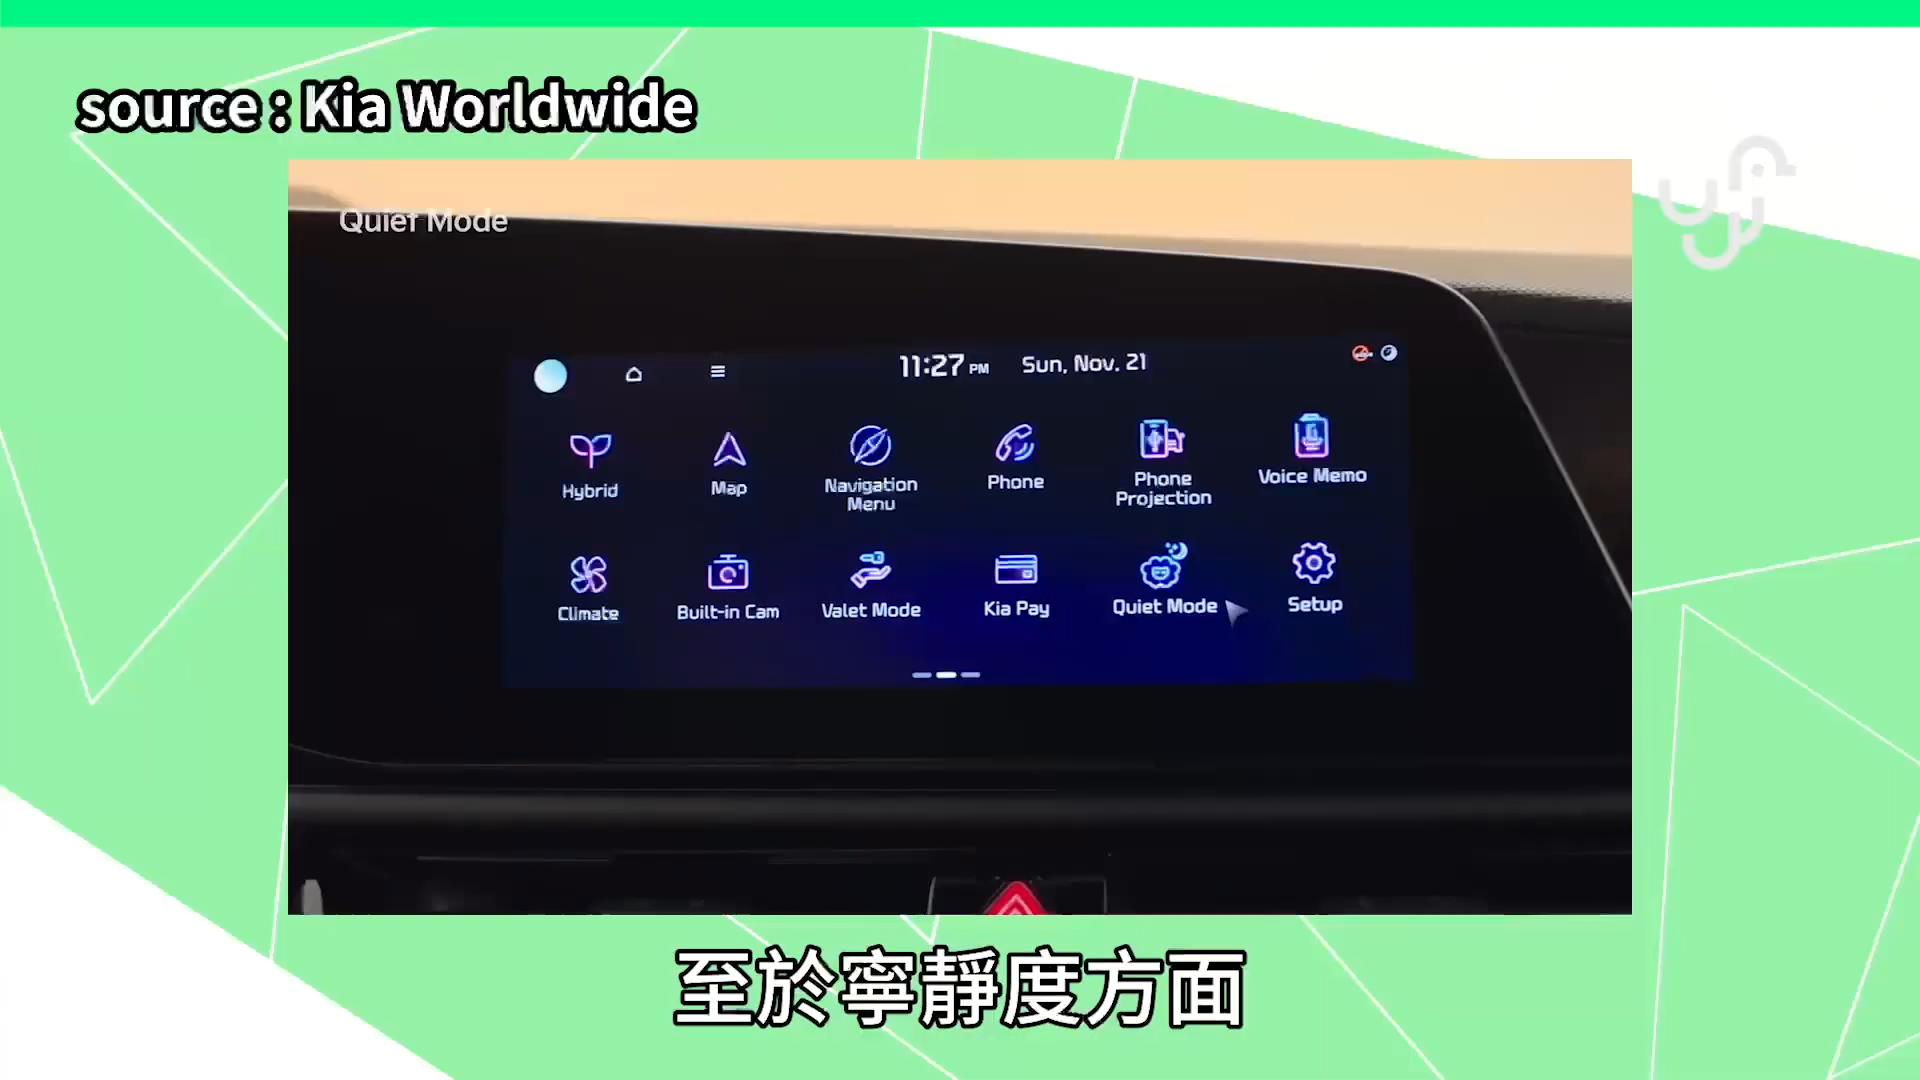 source : Kia Worldwide
Quiet Mode
11:27 PM Sun, Nov. 21
Hybrid
Map
Navigation
Menu
Phone
Phone
Projection
Voice Memo
Climate
Built-in Cam
Valet Mode
Kia Pay
Quiet Mode
Setup
至於寧靜度方面